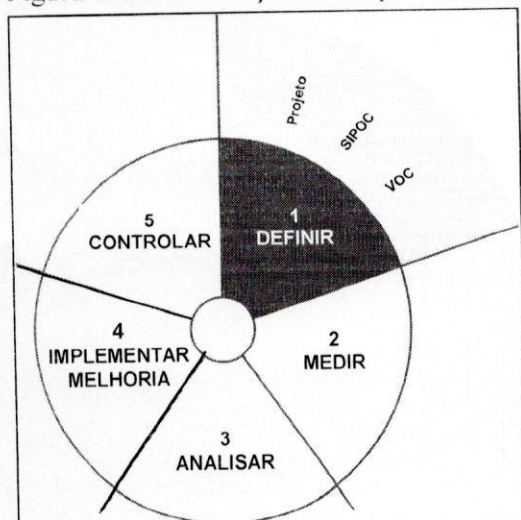 Projeto
SIPOC
VOC
1
DEFINIR
2
MEDIR
3
ANALISAR
4
IMPLEMENTAR
MELHORIA
5
CONTROLAR